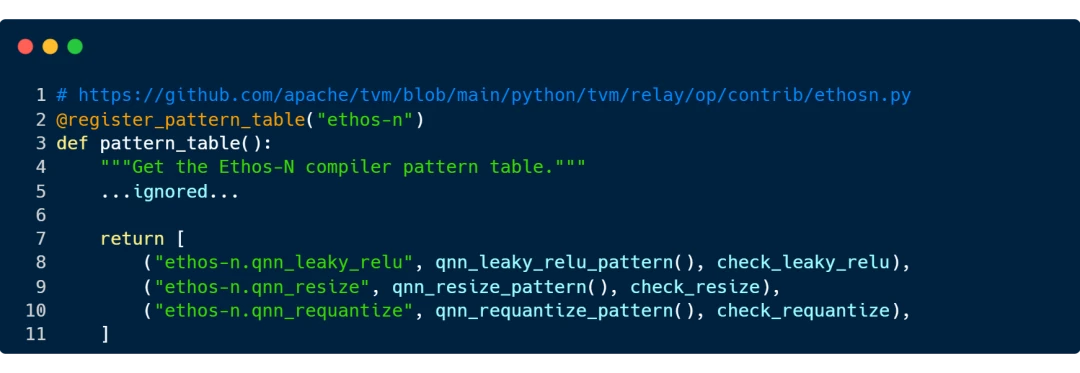 1 # https://github.com/apache/tvm/blob/main/python/tvm/relay/op/contrib/ethosn.py
2 @register_pattern_table("ethos-n")
3 def pattern_table():
4     """Get the Ethos-N compiler pattern table."""
5     ...ignored...
6
7     return [
8         ("ethos-n.qnn_leaky_relu", qnn_leaky_relu_pattern(), check_leaky_relu),
9         ("ethos-n.qnn_resize", qnn_resize_pattern(), check_resize),
10         ("ethos-n.qnn_requantize", qnn_requantize_pattern(), check_requantize),
11     ]